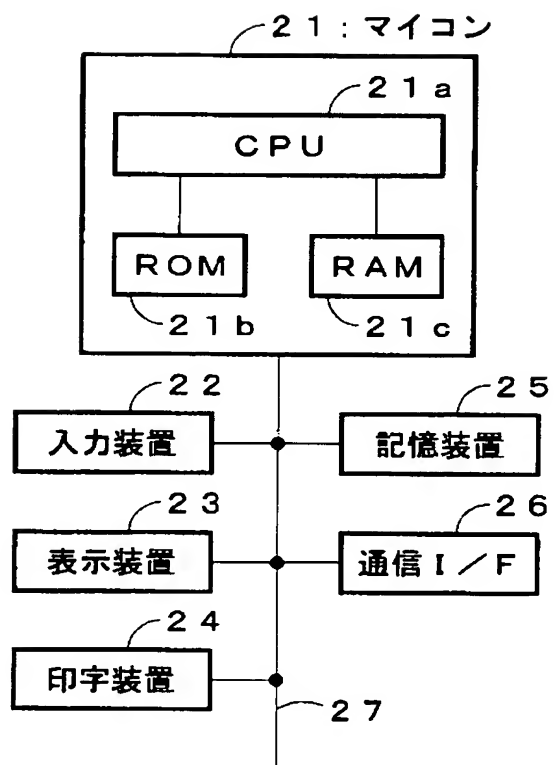 ２１：マイコン
２１ａ
ＣＰＵ
ＲＯＭ
ＲＡＭ
２１ｂ
２１ｃ
２２
２５
入力装置
記憶装置
２３
２６
表示装置
通信Ｉ／Ｆ
２４
印字装置
２７